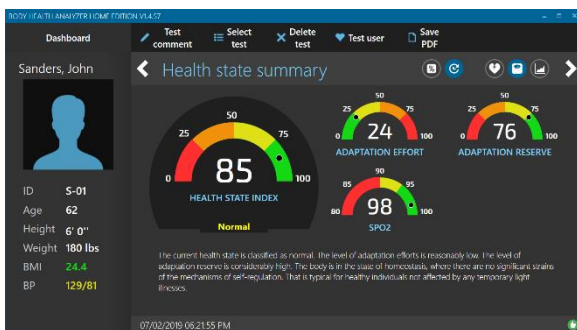 BODY HEALTH ANALYZER HOME EDITION V1.4.57
Dashboard
Test comment
Select test
Delete test
Test user
Save PDF
Sanders, John
Health state summary
ID S-01
Age 62
Height 6' 0''
Weight 180 lbs
BMI 24.4
BP 129/81
0 25 50 75 100
85
HEALTH STATE INDEX
Normal
0 25 50 75 100
24
ADAPTATION EFFORT
0 25 50 75 100
76
ADAPTATION RESERVE
80 85 90 95 100
98
SPO2
The current health state is classified as normal. The level of adaptation efforts is reasonably low. The level of
adaptation reserve is considerably high. The body is in the state of homeostasis, where there are no significant strains
of the mechanisms of self-regulation. That is typical for healthy individuals not affected by any temporary light
illnesses.
07/02/2019 06:21:55 PM